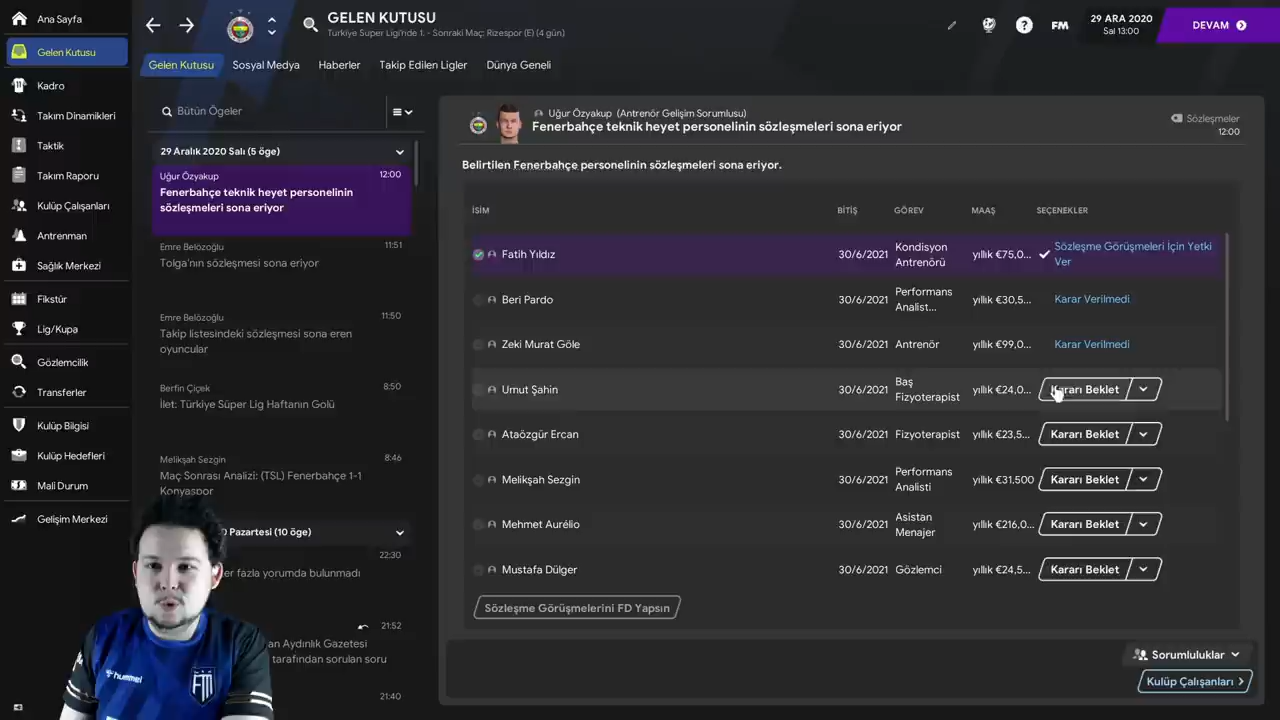 Ana Sayfa
Gelen Kutusu
Kadro
Takım Dinamikleri
Taktik
Takım Raporu
Kulüp Çalışanları
Antrenman
Sağlık Merkezi
Fikstür
Lig/Kupa
Gözlemcilik
Transferler
Kulüp Bilgisi
Kulüp Hedefleri
Mali Durum
Gelişim Merkezi
GELEN KUTUSU
Türkiye Süper Ligi'nde 1. - Sonraki Maç: Rizespor (E) (4 gün)
FM
29 ARA 2020
Sal 13:00
DEVAM
Gelen Kutusu
Sosyal Medya
Haberler
Takip Edilen Ligler
Dünya Geneli
Bütün Ögeler
29 Aralık 2020 Salı (5 öge)
Uğur Özyakup 12:00
Fenerbahçe teknik heyet personelinin
sözleşmeleri sona eriyor
Emre Belözoğlu 11:51
Tolga'nın sözleşmesi sona eriyor
Emre Belözoğlu 11:50
Takip listesindeki sözleşmesi sona eren
oyuncular
Berfin Çiçek 8:50
İlet: Türkiye Süper Lig Haftanın Golü
Melikşah Sezgin 8:46
Maç Sonrası Analizi: (TSL) Fenerbahçe 1-1
Konyaspor
0 Pazartesi (10 öge)
22:30
er fazla yorumda bulunmadı
21:52
an Aydınlık Gazetesi
tarafından sorulan soru
21:40
Uğur Özyakup (Antrenör Gelişim Sorumlusu)
Fenerbahçe teknik heyet personelinin sözleşmeleri sona eriyor
Sözleşmeler
12:00
Belirtilen Fenerbahçe personelinin sözleşmeleri sona eriyor.
İSİM BİTİŞ GÖREV MAAŞ SEÇENEKLER
Fatih Yıldız 30/6/2021 Kondisyon Antrenörü yıllık €75,0... Sözleşme Görüşmeleri İçin Yetki Ver
Beri Pardo 30/6/2021 Performans Analist... yıllık €30,5... Karar Verilmedi
Zeki Murat Göle 30/6/2021 Antrenör yıllık €99,0... Karar Verilmedi
Umut Şahin 30/6/2021 Baş Fizyoterapist yıllık €24,0... Kararı Beklet
Ataözgür Ercan 30/6/2021 Fizyoterapist yıllık €23,5... Kararı Beklet
Melikşah Sezgin 30/6/2021 Performans Analisti yıllık €31.500 Kararı Beklet
Mehmet Aurélio 30/6/2021 Asistan Menajer yıllık €216,0... Kararı Beklet
Mustafa Dülger 30/6/2021 Gözlemci yıllık €24,5... Kararı Beklet
Sözleşme Görüşmelerini FD Yapsın
Sorumluluklar
Kulüp Çalışanları
hummel
FM